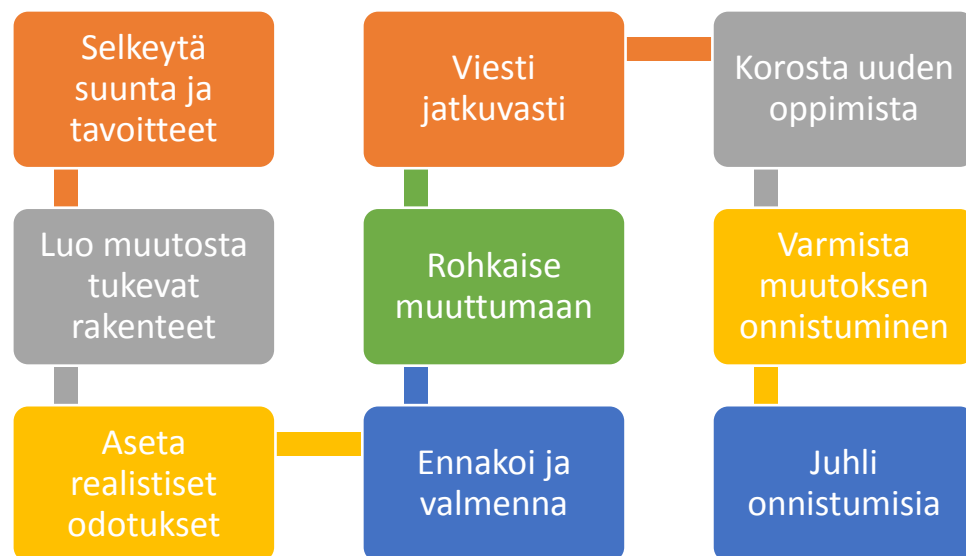 Selkeytä
suunta ja
tavoitteet
Luo muutosta
tukevat
rakenteet
Aseta
realistiset
odotukset
Ennakoi ja
valmenna
Rohkaise
muuttumaan
Viesti
jatkuvasti
Korosta uuden
oppimista
Varmista
muutoksen
onnistuminen
Juhli
onnistumisia